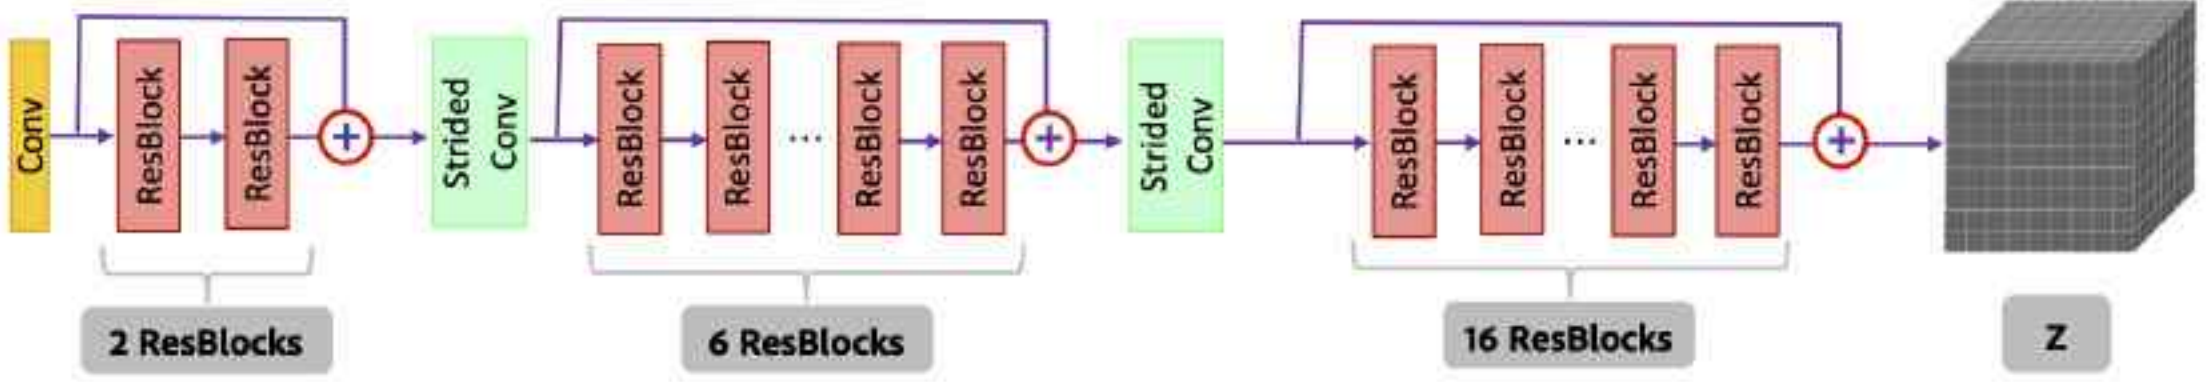 Conv
ResBlock
ResBlock
+
Strided
Conv
ResBlock
ResBlock
...
ResBlock
ResBlock
+
Strided
Conv
ResBlock
ResBlock
...
ResBlock
ResBlock
+
2 ResBlocks
6 ResBlocks
16 ResBlocks
Z